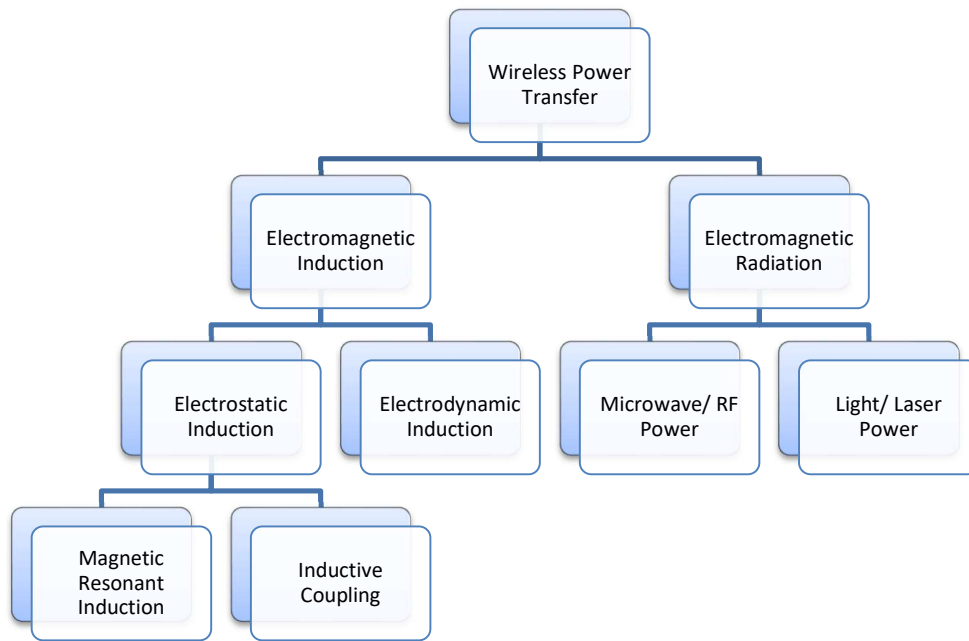 Wireless Power
Transfer
Electromagnetic
Induction
Electromagnetic
Radiation
Electrostatic
Induction
Electrodynamic
Induction
Microwave/ RF
Power
Light/ Laser
Power
Magnetic
Resonant
Induction
Inductive
Coupling